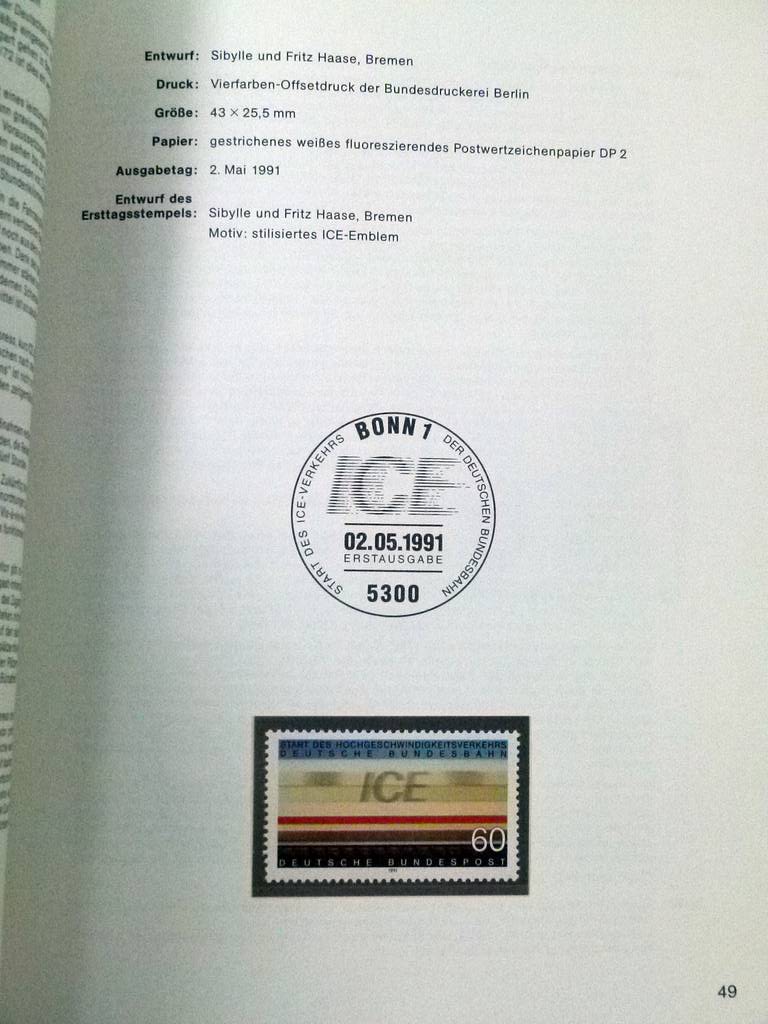 Entwurf: Sibylle und Fritz Haase, Bremen
Druck: Vierfarben-Offsetdruck der Bundesdruckerei Berlin
Größe: 43 × 25,5 mm
Papier: gestrichenes weißes fluoreszierendes Postwertzeichenpapier DP 2
Ausgabetag: 2. Mai 1991
Entwurf des
Ersttagsstempels: Sibylle und Fritz Haase, Bremen
Motiv: stilisiertes ICE-Emblem
BONN 1
START DES ICE-VERKEHRS
DER DEUTSCHEN BUNDESBAHN
ICE
02.05.1991
ERSTAUSGABE
5300
START DES HOCHGESCHWINDIGKEITSVERKEHRS
DEUTSCHE BUNDESBAHN
ICE
60
DEUTSCHE BUNDESPOST
1991
49